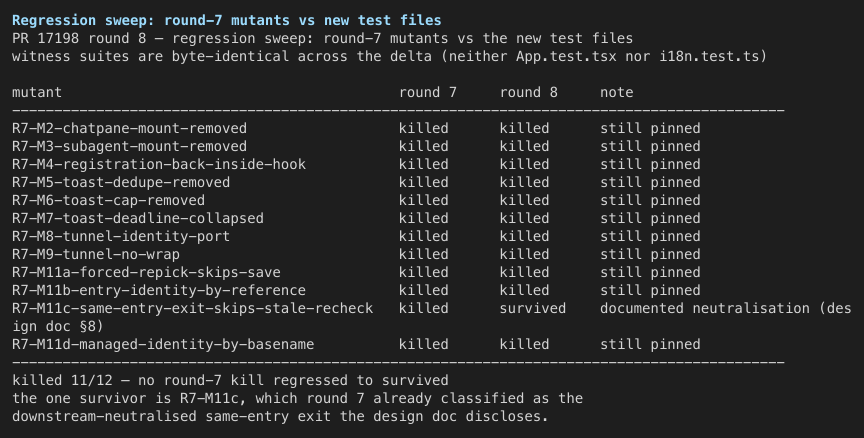 Regression sweep: round-7 mutants vs new test files
PR 17198 round 8 — regression sweep: round-7 mutants vs the new test files
witness suites are byte-identical across the delta (neither App.test.tsx nor i18n.test.ts)
mutant round 7 round 8 note
R7-M2-chatpane-mount-removed killed killed still pinned
R7-M3-subagent-mount-removed killed killed still pinned
R7-M4-registration-back-inside-hook killed killed still pinned
R7-M5-toast-dedupe-removed killed killed still pinned
R7-M6-toast-cap-removed killed killed still pinned
R7-M7-toast-deadline-collapsed killed killed still pinned
R7-M8-tunnel-identity-port killed killed still pinned
R7-M9-tunnel-no-wrap killed killed still pinned
R7-M11a-forced-repick-skips-save killed killed still pinned
R7-M11b-entry-identity-by-reference killed killed still pinned
R7-M11c-same-entry-exit-skips-stale-recheck killed survived documented neutralisation (des
ign doc §8)
R7-M11d-managed-identity-by-basename killed killed still pinned
killed 11/12 — no round-7 kill regressed to survived
the one survivor is R7-M11c, which round 7 already classified as the
downstream-neutralised same-entry exit the design doc discloses.